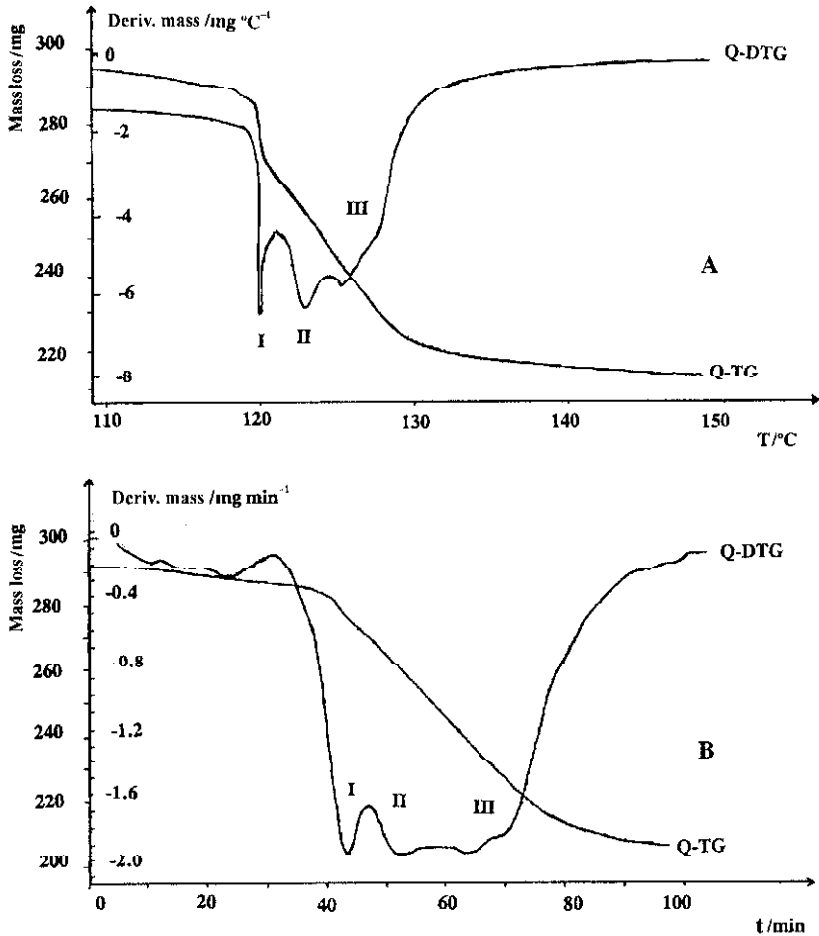 Deriv. mass /mg °C⁻¹
Mass loss /mg
300
280
260
240
220
0
-2
-4
-6
-8
Q-DTG
III
A
I
II
Q-TG
110
120
130
140
150
T/°C
Deriv. mass /mg min⁻¹
Mass loss /mg
300
280
260
240
220
200
0
-0.4
0.8
-1.2
-1.6
-2.0
Q-DTG
B
I
II
III
Q-TG
0
20
40
60
80
100
t /min